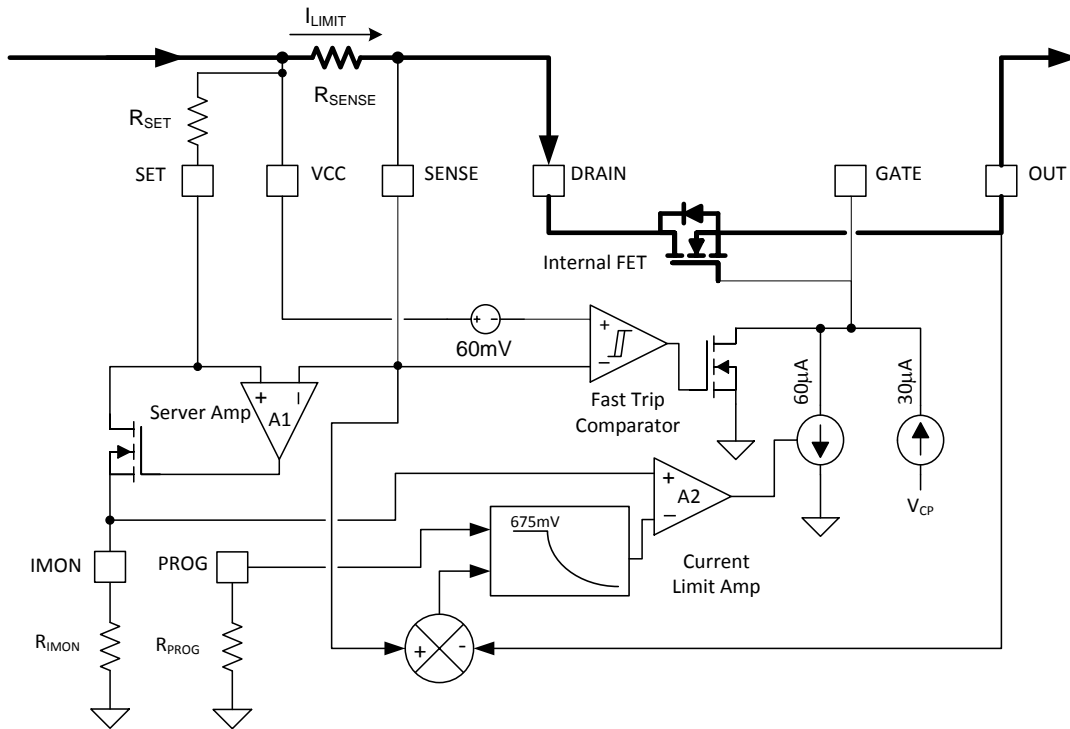 I_LIMIT
R_SENSE
R_SET
SET
VCC
SENSE
DRAIN
GATE
OUT
Internal FET
+ -
60mV
+
−
Fast Trip
Comparator
60µA
30µA
V_CP
Server Amp
+ −
A1
+
A2
−
Current
Limit Amp
675mV
IMON
PROG
R_IMON
R_PROG
+
-